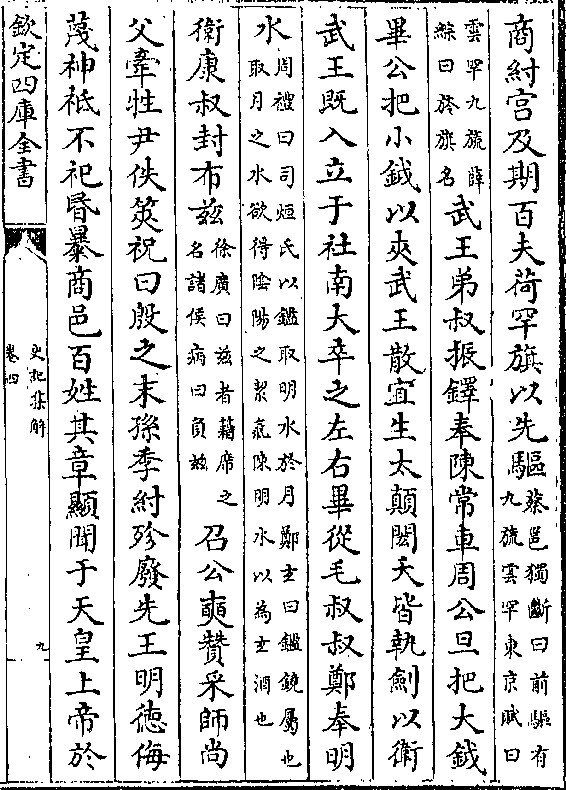 商紂宮及期百夫荷罕旗以先驅蔡邕獨斷曰前驅有九旒雲罕東京賦曰
雲罕九旒薛綜曰旒旗名武王弟叔振鐸奉陳常車周公旦把大鉞
畢公把小鉞以夾武王散宜生太顛閎夭皆執劍以衛
武王既入立于社南大卒之左右畢從毛叔叔鄭奉明
水周禮曰司烜氏以鑑取明水於月鄭玄曰鑑鏡屬也取月之水欲得陰陽之絜氣陳明水以為玄酒也
衛康叔封布兹徐廣曰兹者藉席之名諸侯病曰負兹召公奭贊采師尚
父牽牲尹佚筴祝曰殷之末孫季紂殄廢先王明德侮
蔑神祗不祀昬暴商邑百姓其章顯聞于天皇上帝於
欽定四庫全書
史記集解
卷四
九